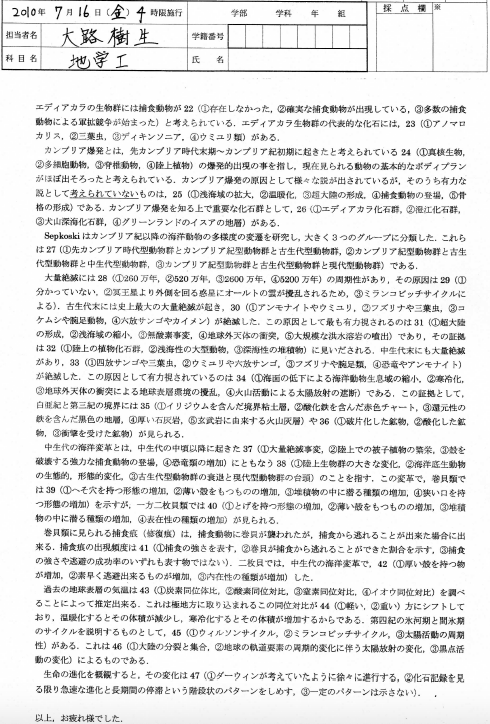 2010年 7月 16日 (金) 4 時限施行 学部 学科 年 組 採点欄 ※
担当者名 大路樹生 学籍番号
科目名 地学I 氏名
エディアカラの生物群には捕食動物が 22（①存在しなかった，②確実な捕食動物が出現している，③多数の捕食
動物による軍拡競争が始まった）と考えられている．エディアカラ生物群の代表的な化石には，23（①アノマロ
カリス，②三葉虫，③ディキンソニア，④ウミユリ類）がある．
カンブリア爆発とは，先カンブリア時代末期〜カンブリア紀初期に起きたと考えられている 24（①真核生物，
②多細胞動物，③脊椎動物，④陸上植物）の爆発的出現の事を指し，現在見られる動物の基本的なボディプラン
がほぼ出そろったと考えられている．カンブリア爆発の原因として様々な説が出されているが，そのうち有力な
説として考えられていないものは，25（①浅海域の拡大，②温暖化，③超大陸の形成，④捕食動物の登場，⑤骨
格の形成）である．カンブリア爆発を知る上で重要な化石群として，26（①エディアカラ化石群，②澄江化石群，
③犬山深海化石群，④グリーンランドのイスアの地層）がある．
Sepkoski はカンブリア紀以降の海洋動物の多様度の変遷を研究し，大きく３つのグループに分類した．これら
は 27（①先カンブリア時代型動物群とカンブリア紀型動物群と古生代型動物群，②カンブリア紀型動物群と古生
代型動物群と中生代型動物群，③カンブリア紀型動物群と古生代型動物群と現代型動物群）である．
大量絶滅には 28（①260万年，②520万年，③2600万年，④5200万年）の周期性があり，その原因は 29（①
分かっていない，②冥王星より外側を回る惑星にオールトの雲が擾乱されるため，③ミランコビッチサイクルに
よる）．古生代末には史上最大の大量絶滅が起き，30（①アンモナイトやウミユリ，②フズリナや三葉虫，③コ
ケムシや腕足動物，④六放サンゴやカイメン）が絶滅した．この原因として最も有力視されるのは 31（①超大陸
の形成，②浅海域の縮小，②無酸素事変，④地球外天体の衝突，⑤大規模な洪水溶岩の噴出）であり，その証拠
は 32（①陸上の植物化石群，②浅海性の大型動物，③深海性の堆積物）に見いだされる．中生代末にも大量絶滅
があり，33（①四放サンゴや三葉虫，②ウミユリや六放サンゴ，③フズリナや腕足類，④恐竜やアンモナイト）
が絶滅した．この原因として有力視されているのは 34（①海面の低下による海洋動物生息域の縮小，②寒冷化，
③地球外天体の衝突による地球表層環境の擾乱，④火山活動による太陽放射の遮断）である．この証拠として，
白亜紀と第三紀の境界には 35（①イリジウムを含んだ境界粘土層，②酸化鉄を含んだ赤色チャート，③還元性の
鉄を含んだ黒色の地層，④厚い石灰岩，⑤玄武岩に由来する火山灰層）や 36（①破片化した鉱物，②酸化した鉱
物，③衝撃を受けた鉱物）が見られる．
中生代の海洋変革とは，中生代の中頃以降に起きた 37（①大量絶滅事変，②陸上での被子植物の繁栄，③殻を
破壊する強力な捕食動物の登場，④恐竜類の増加）にともなう 38（①陸上生物群の大きな変化，②海洋底生動物
の生態的，形態的変化，③古生代型動物群の衰退と現代型動物群の台頭）のことを指す．この変革で，巻貝類で
は 39（①へそ穴を持つ形態の増加，②薄い殻をもつものの増加，③堆積物の中に潜る種類の増加，④狭い口を持
つ形態の増加）を示すが，一方二枚貝類では 40（①とげを持つ形態の増加，②薄い殻をもつものの増加，③堆積
物の中に潜る種類の増加，④表在性の種類の増加）が見られる．
巻貝類に見られる捕食痕（修復痕）は，捕食動物に巻貝が襲われたが，捕食から逃れることが出来た場合に出
来る．捕食痕の出現頻度は 41（①捕食の強さを表す，②巻貝が捕食から逃れることができた割合を示す，③捕食
の強さや逃避の成功率のいずれも表す物ではない）．二枚貝では，中生代の海洋変革で，42（①厚い殻を持つ物
が増加，②素早く逃避出来るものが増加，③内在性の種類が増加）した．
過去の地球表層の気温は 43（①炭素同位体比，②酸素同位対比，③窒素同位対比，④イオウ同位対比）を調べ
ることによって推定出来る．これは極地方に取り込まれるこの同位対比が 44（①軽い，②重い）方にシフトして
おり，温暖化するとその体積が減少し，寒冷化するとその体積が増加するからである．第四紀の氷河期と間氷期
のサイクルを説明するものとして，45（①ウィルソンサイクル，②ミランコビッチサイクル，③太陽活動の周期
性）がある．これは 46（①大陸の分裂と集合，②地球の軌道要素の周期的変化に伴う太陽放射の変化，③黒点活
動の変化）によるものである．
生命の進化を概観すると，その変化は 47（①ダーウィンが考えていたように徐々に進行する，②化石記録を見
る限り急速な進化と長期間の停滞という階段状のパターンをしめす，③一定のパターンは示さない）．
以上，お疲れ様でした．